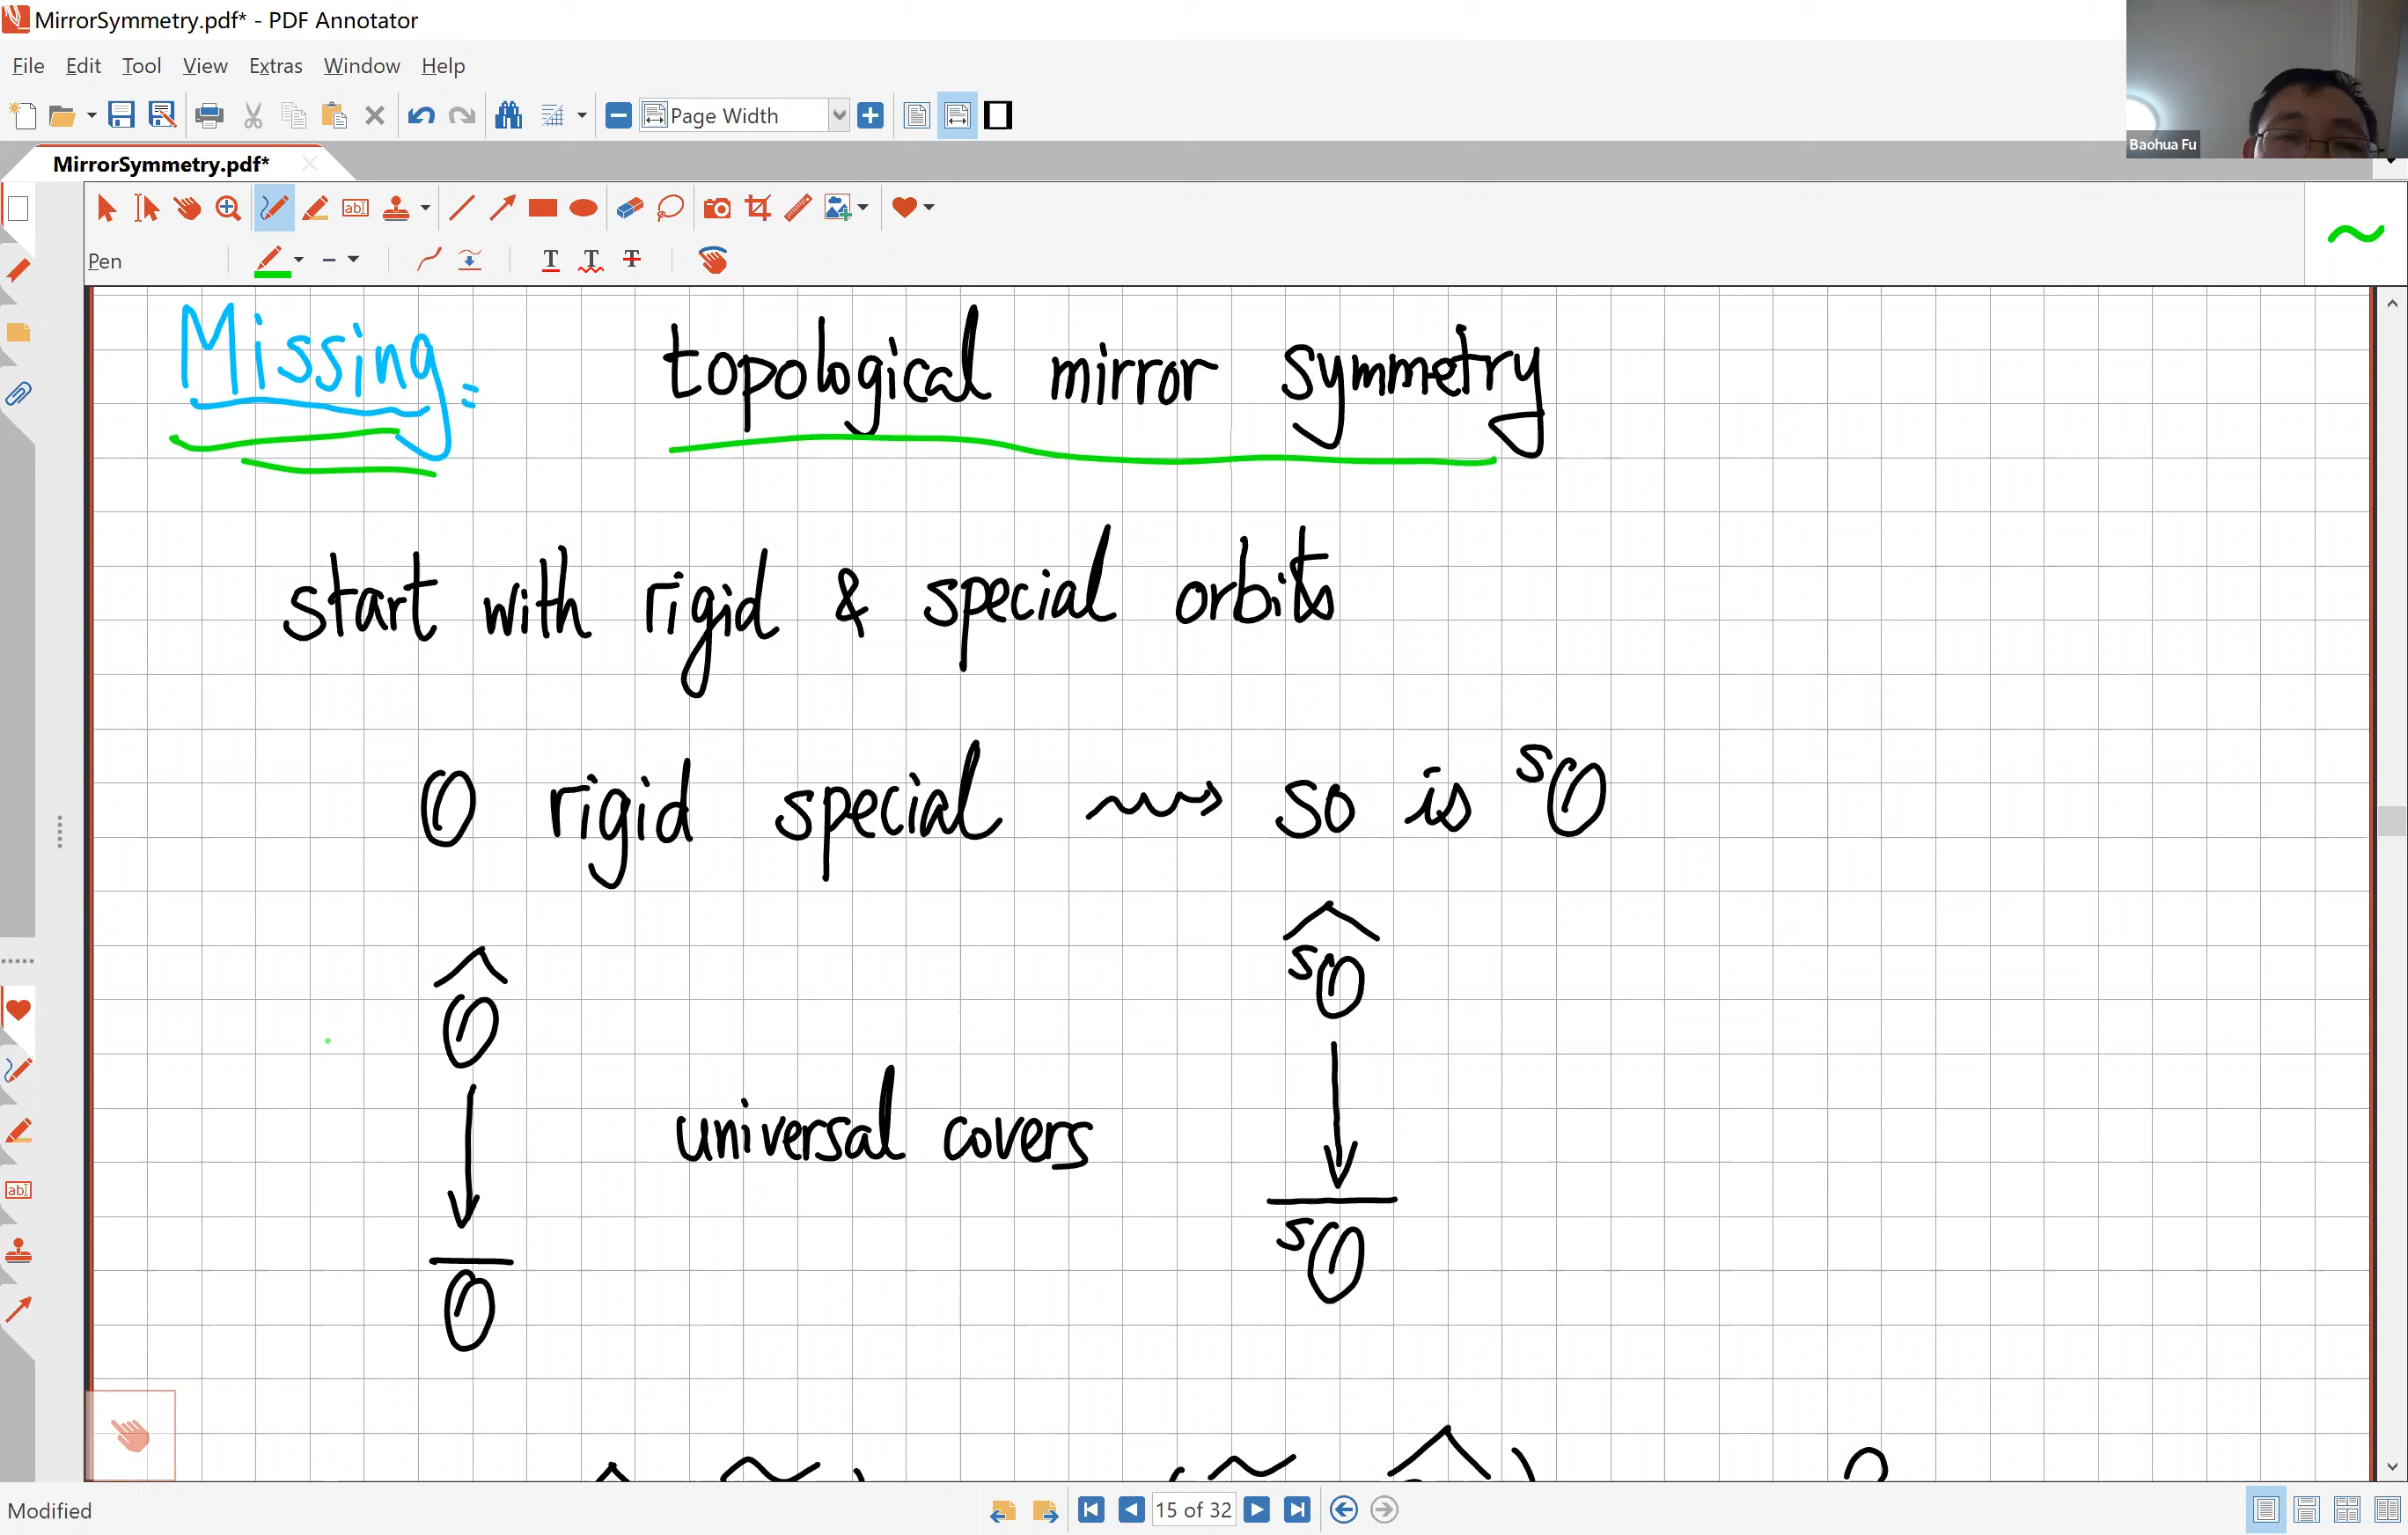 MirrorSymmetry.pdf* - PDF Annotator
File Edit Tool View Extras Window Help
Page Width
Baohua Fu
MirrorSymmetry.pdf*
Pen
Missing: topological mirror symmetry
start with rigid & special orbits
O rigid special ⇝ so is ˢO
Ô
ˢO
universal covers
O
ˢO
Modified
15 of 32